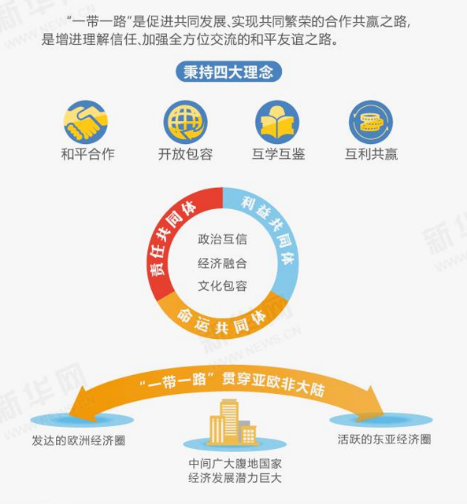 “一带一路”是促进共同发展、实现共同繁荣的合作共赢之路，
是增进理解信任、加强全方位交流的和平友谊之路。
秉持四大理念
和平合作
开放包容
互学互鉴
互利共赢
责任共同体
利益共同体
政治互信
经济融合
文化包容
命运共同体
“一带一路”贯穿亚欧非大陆
发达的欧洲经济圈
中间广大腹地国家
经济发展潜力巨大
活跃的东亚经济圈
新华网
WWW.NEWS.CN